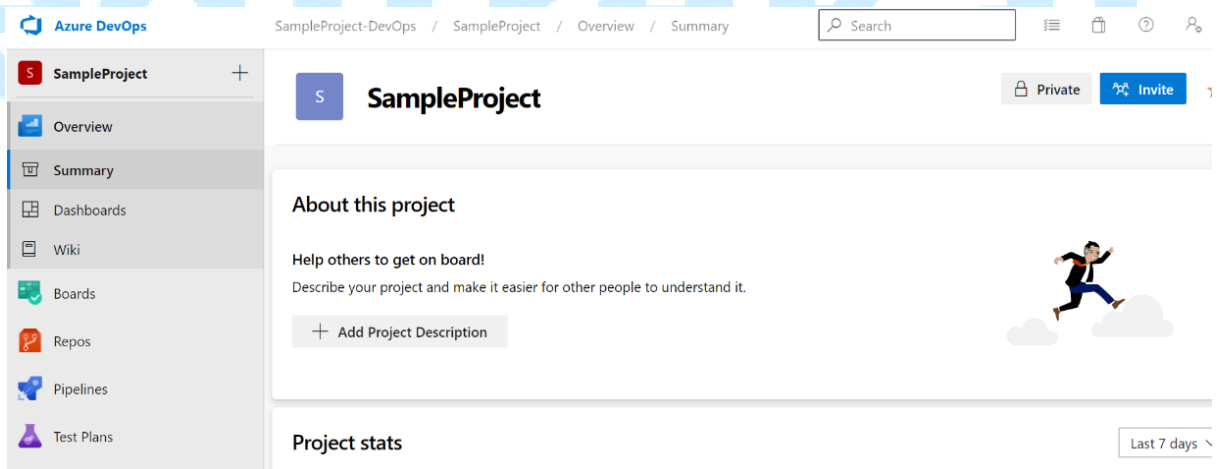 Azure DevOps
SampleProject-DevOps / SampleProject / Overview / Summary
Search
S SampleProject
S SampleProject
Private
Invite
Overview
Summary
Dashboards
Wiki
Boards
Repos
Pipelines
Test Plans
About this project
Help others to get on board!
Describe your project and make it easier for other people to understand it.
+ Add Project Description
Project stats
Last 7 days